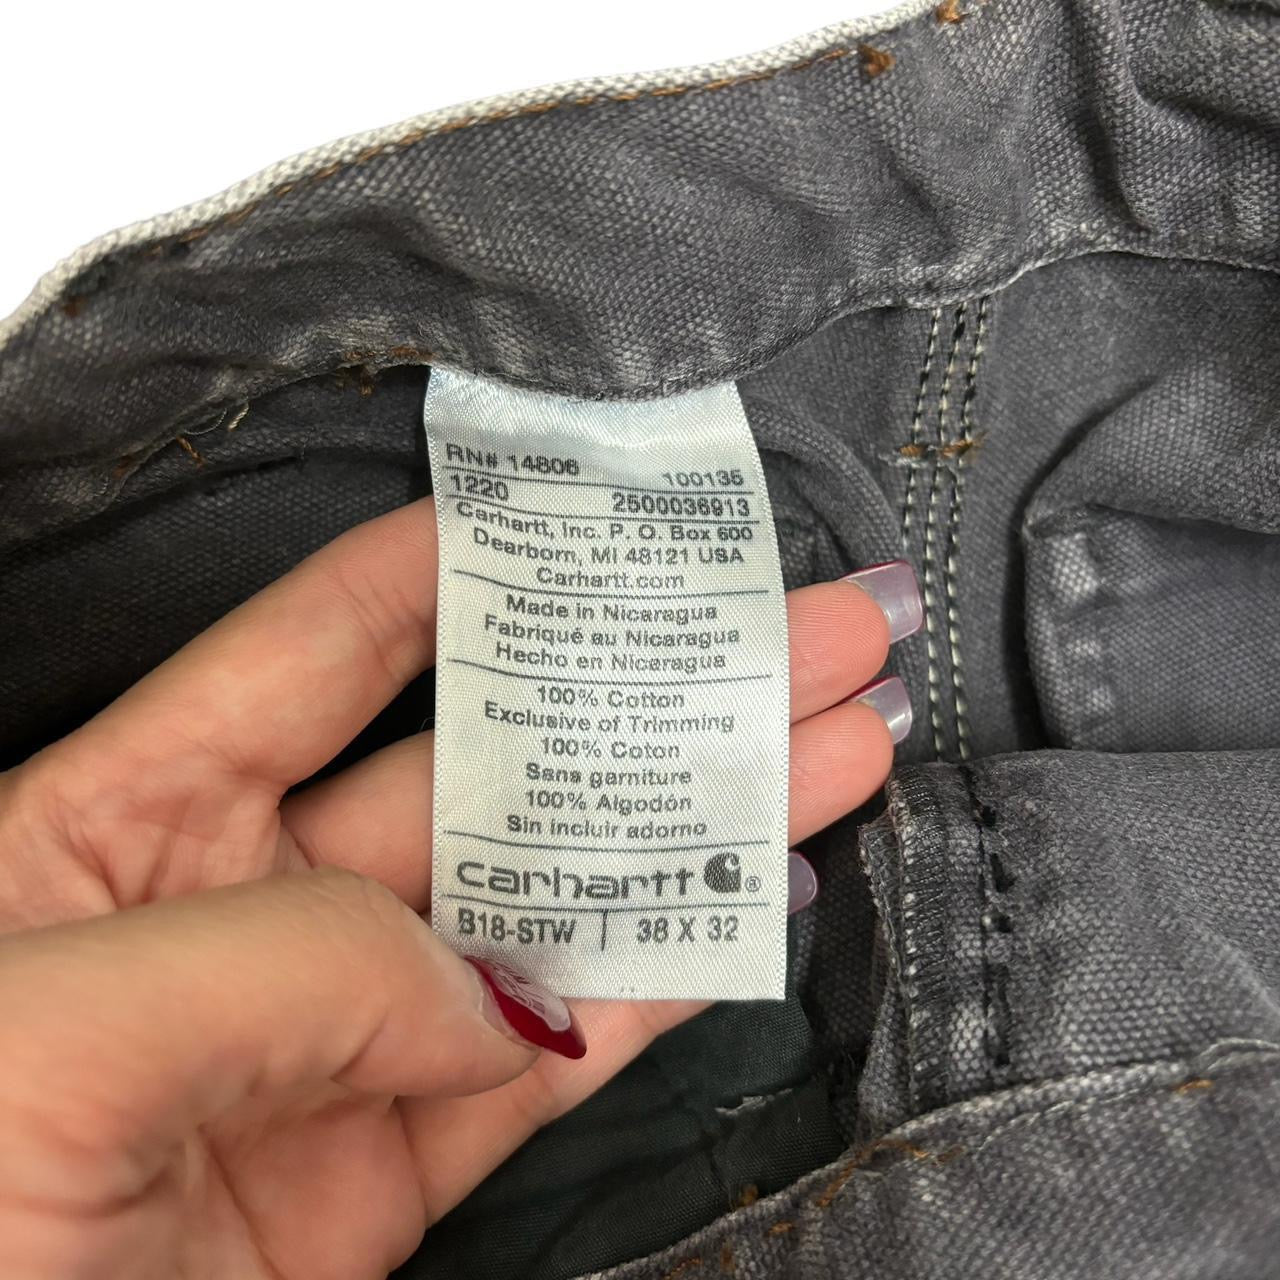 RN# 14806 100135
1220 2500036913
Carhartt, Inc. P. O. Box 600
Dearborn, MI 48121 USA
Carhartt.com
Made in Nicaragua
Fabriqué au Nicaragua
Hecho en Nicaragua
100% Cotton
Exclusive of Trimming
100% Coton
Sans garniture
100% Algodón
Sin incluir adorno
carhartt ®
B18-STW | 38 X 32